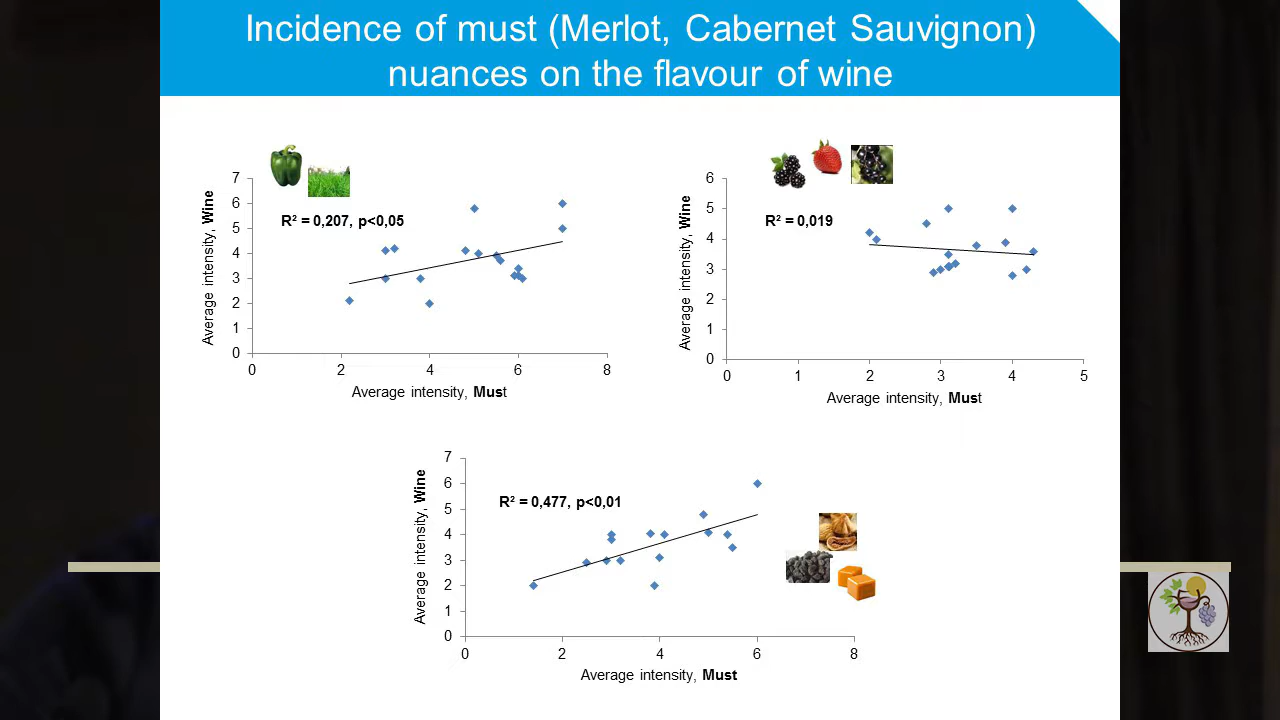 Incidence of must (Merlot, Cabernet Sauvignon)
nuances on the flavour of wine
R² = 0,207, p<0,05
Average intensity, Wine
7
6
5
4
3
2
1
0
0 2 4 6 8
Average intensity, Must
R² = 0,019
Average intensity, Wine
6
5
4
3
2
1
0
0 1 2 3 4 5
Average intensity, Must
R² = 0,477, p<0,01
Average intensity, Wine
7
6
5
4
3
2
1
0
0 2 4 6 8
Average intensity, Must